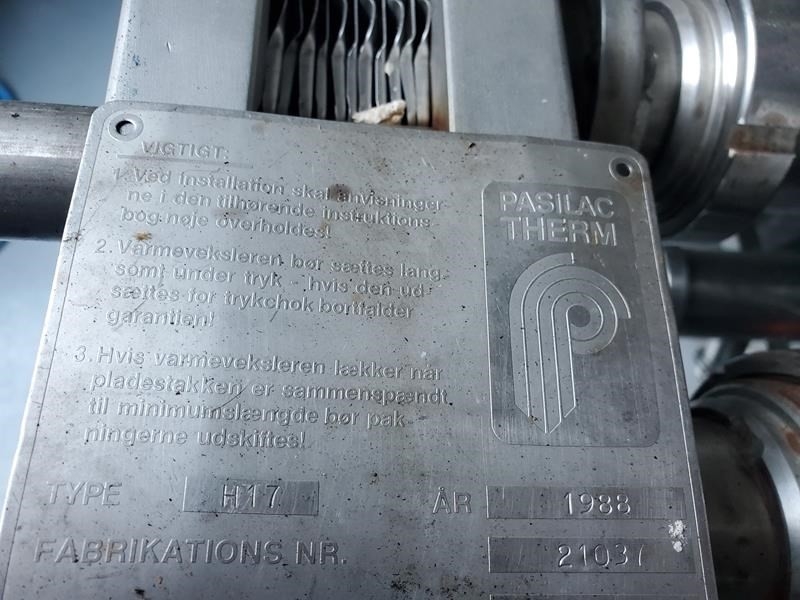 VIGTIGT:
1. Ved installation skal anvisninger-
ne i den tilhørende instruktions
bog nøje overholdes!
2. Varmeveksleren bør sættes lang-
somt under tryk - hvis den ud-
sættes for trykchok bortfalder
garantien!
3. Hvis varmeveksleren lækker når
pladestakken er sammenspændt
til minimumslængde bør pak-
ningerne udskiftes!
PASILAC
THERM
TYPE H17 ÅR 1988
FABRIKATIONS NR. 21037